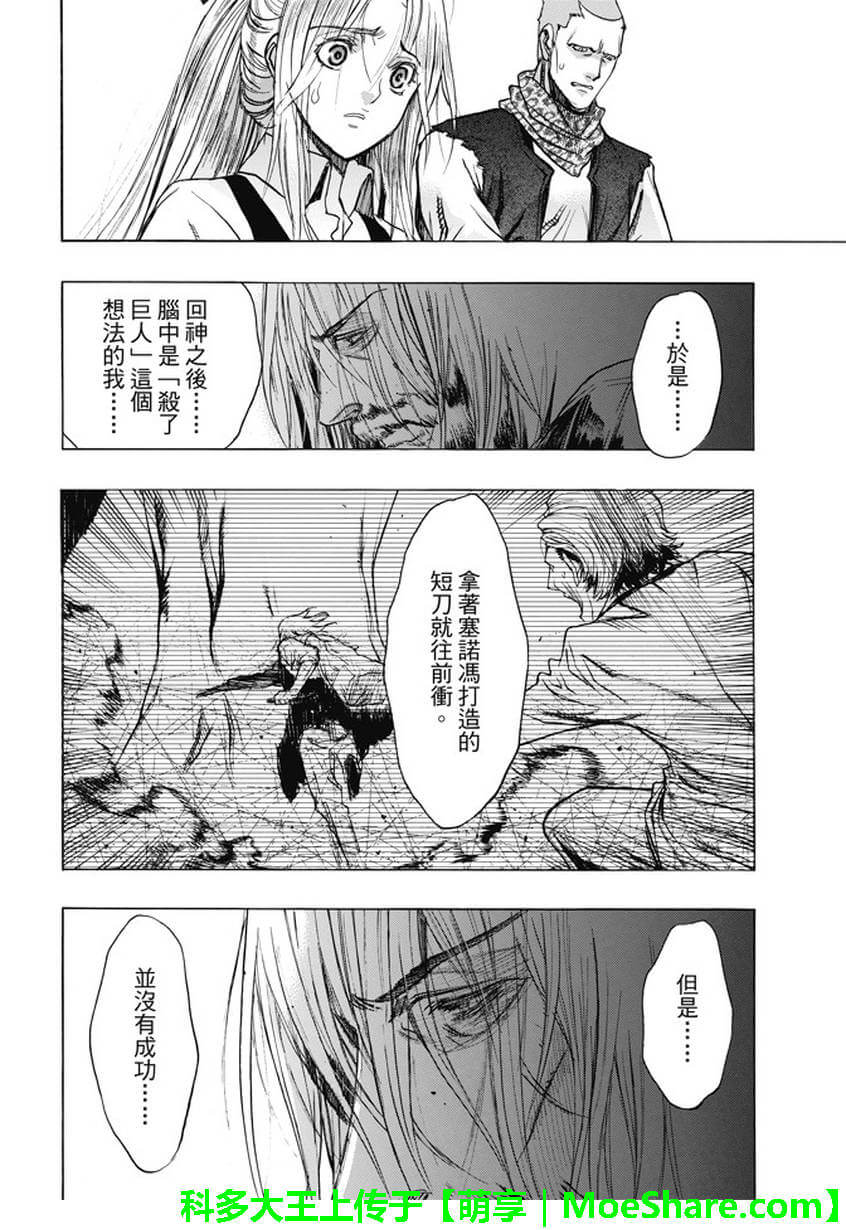 …於是……
回神之後……
腦中是「殺了
巨人」這個
想法的我……
拿著塞諾馮打造的
短刀就往前衝。
但是……
並沒有成功……
科多大王上传于【萌享｜MoeShare.com】